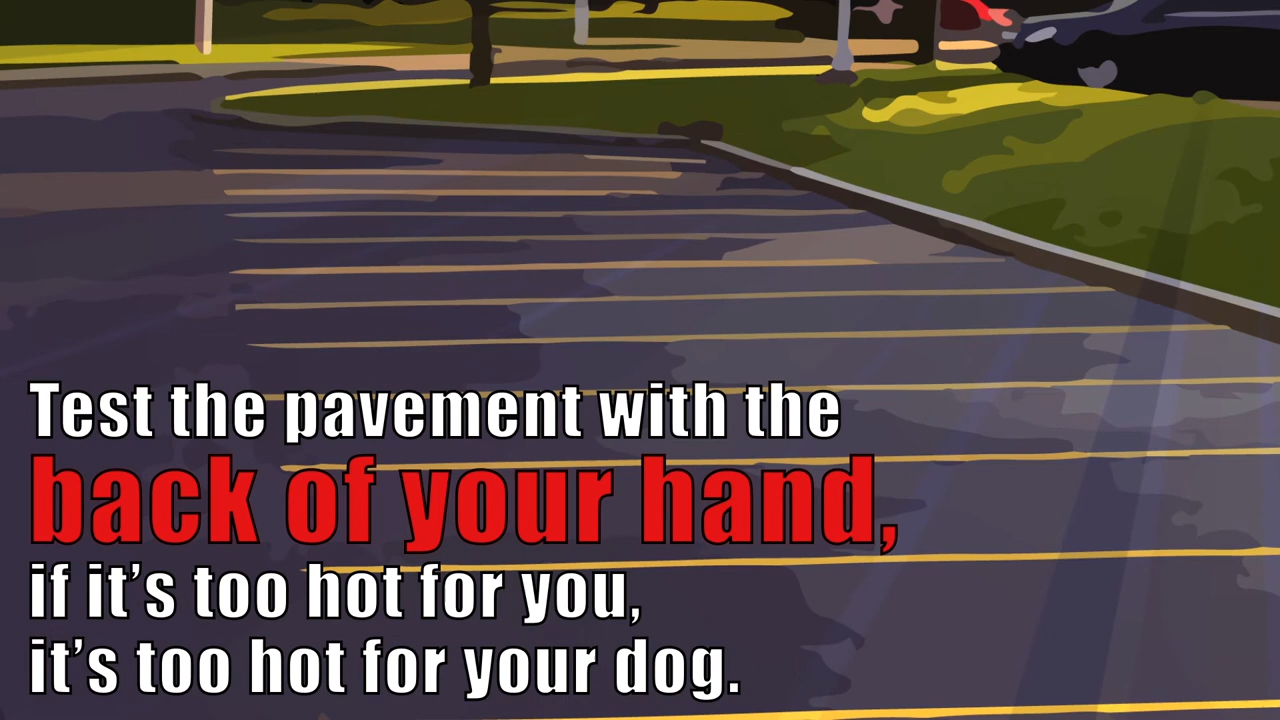 Test the pavement with the
back of your hand,
if it’s too hot for you,
it’s too hot for your dog.